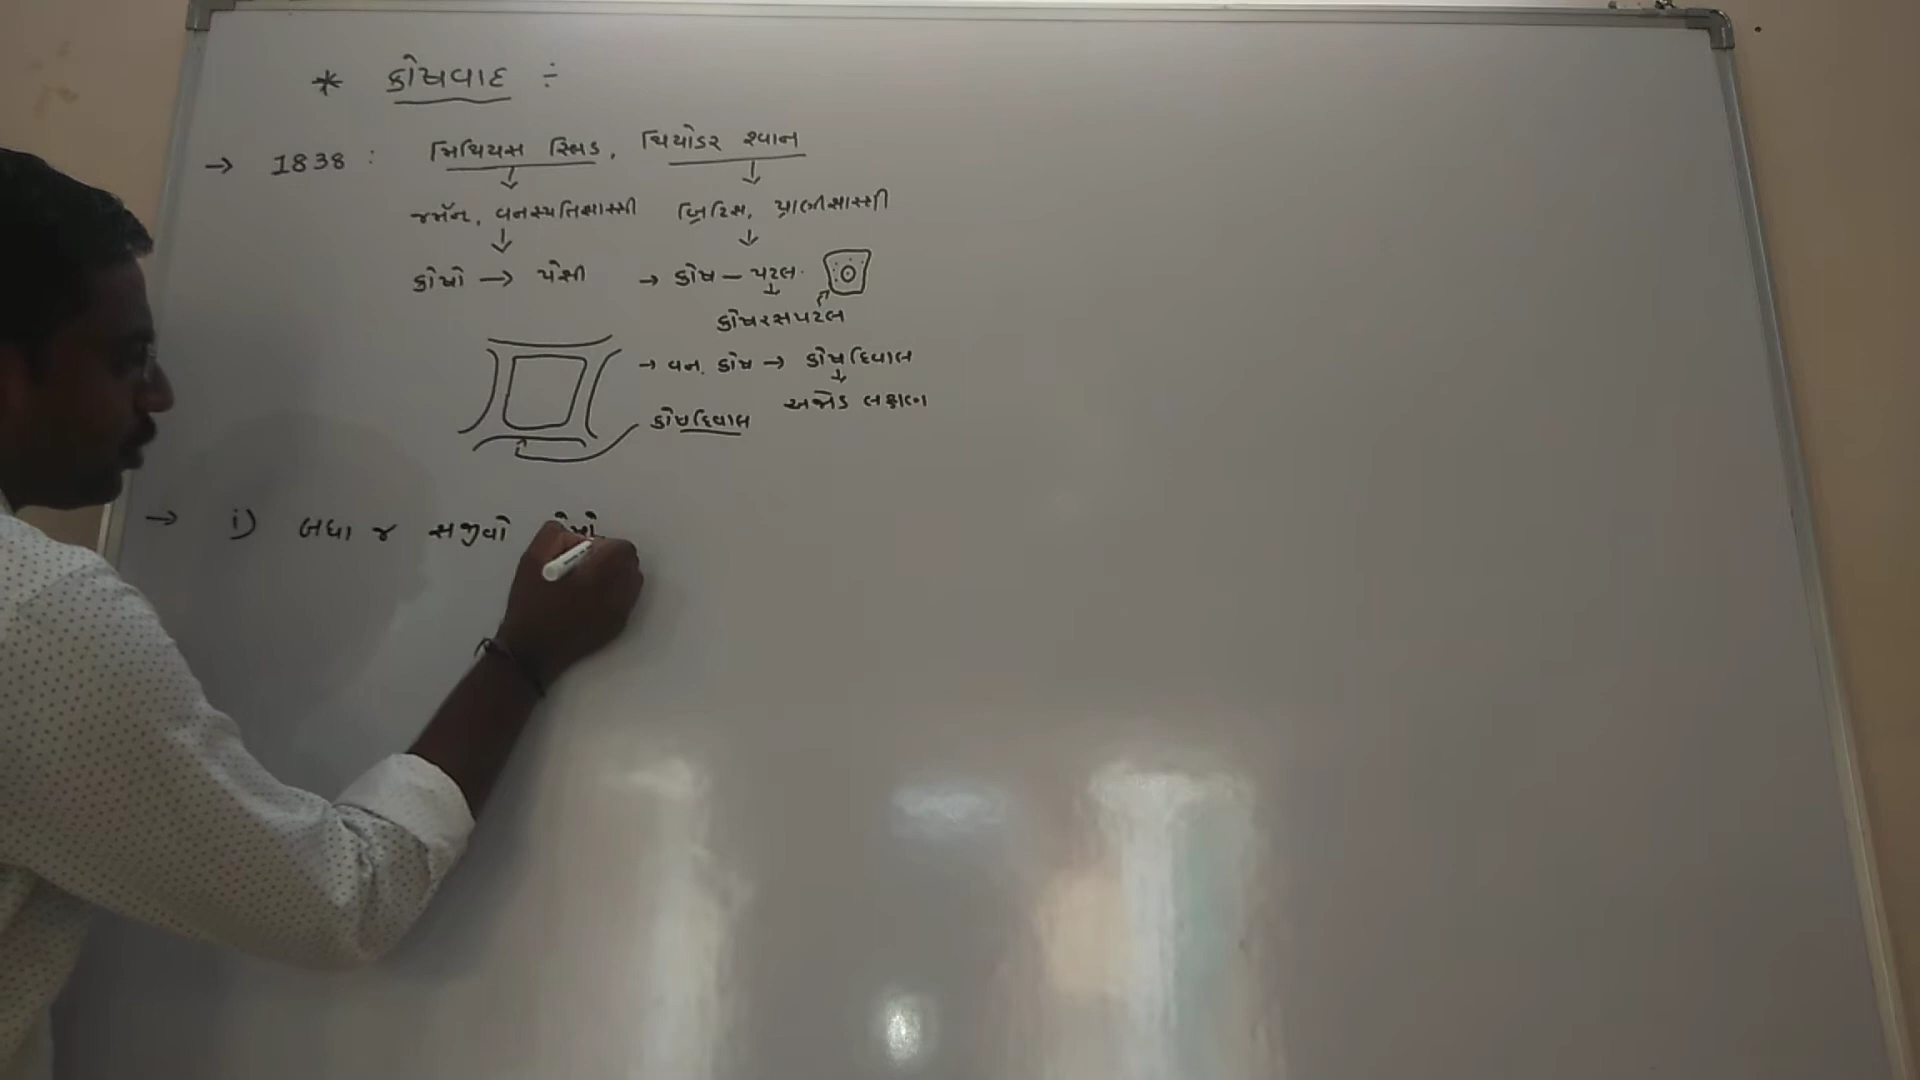 * કોષવાદ ÷
→ 1838 : મિથિયસ સ્લિડ, થિયોડર શ્વાન
જર્મન, વનસ્પતિશાસ્ત્રી બ્રિટિસ, પ્રાણીશાસ્ત્રી
કોષો → પેશી → કોષ – પટલ
કોષરસપટલ
→ વન. કોષ → કોષદિવાલ
કોષદિવાલ અજોડ લક્ષણ
→ i) બધા જ સજીવો